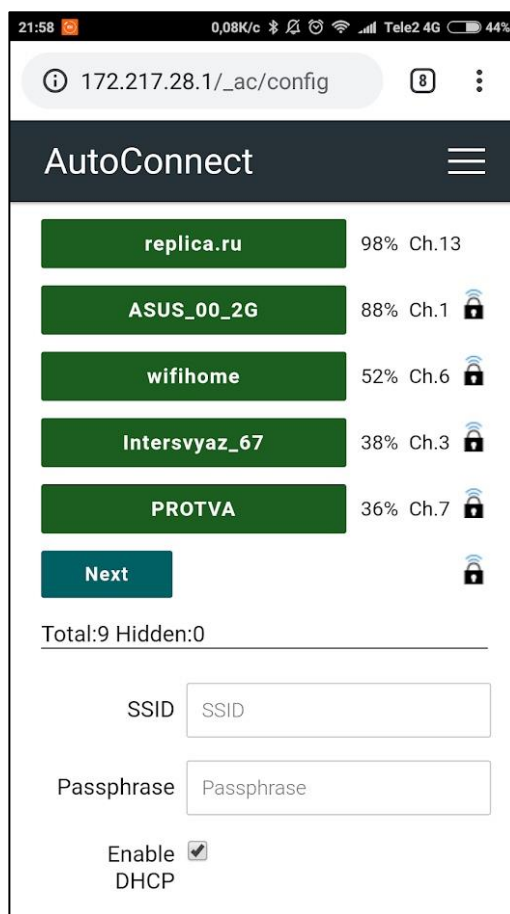 21:58 0,08K/c Tele2 4G 44%
172.217.28.1/_ac/config 8
AutoConnect
replica.ru 98% Ch.13
ASUS_00_2G 88% Ch.1
wifihome 52% Ch.6
Intersvyaz_67 38% Ch.3
PROTVA 36% Ch.7
Next
Total:9 Hidden:0
SSID SSID
Passphrase Passphrase
Enable
DHCP